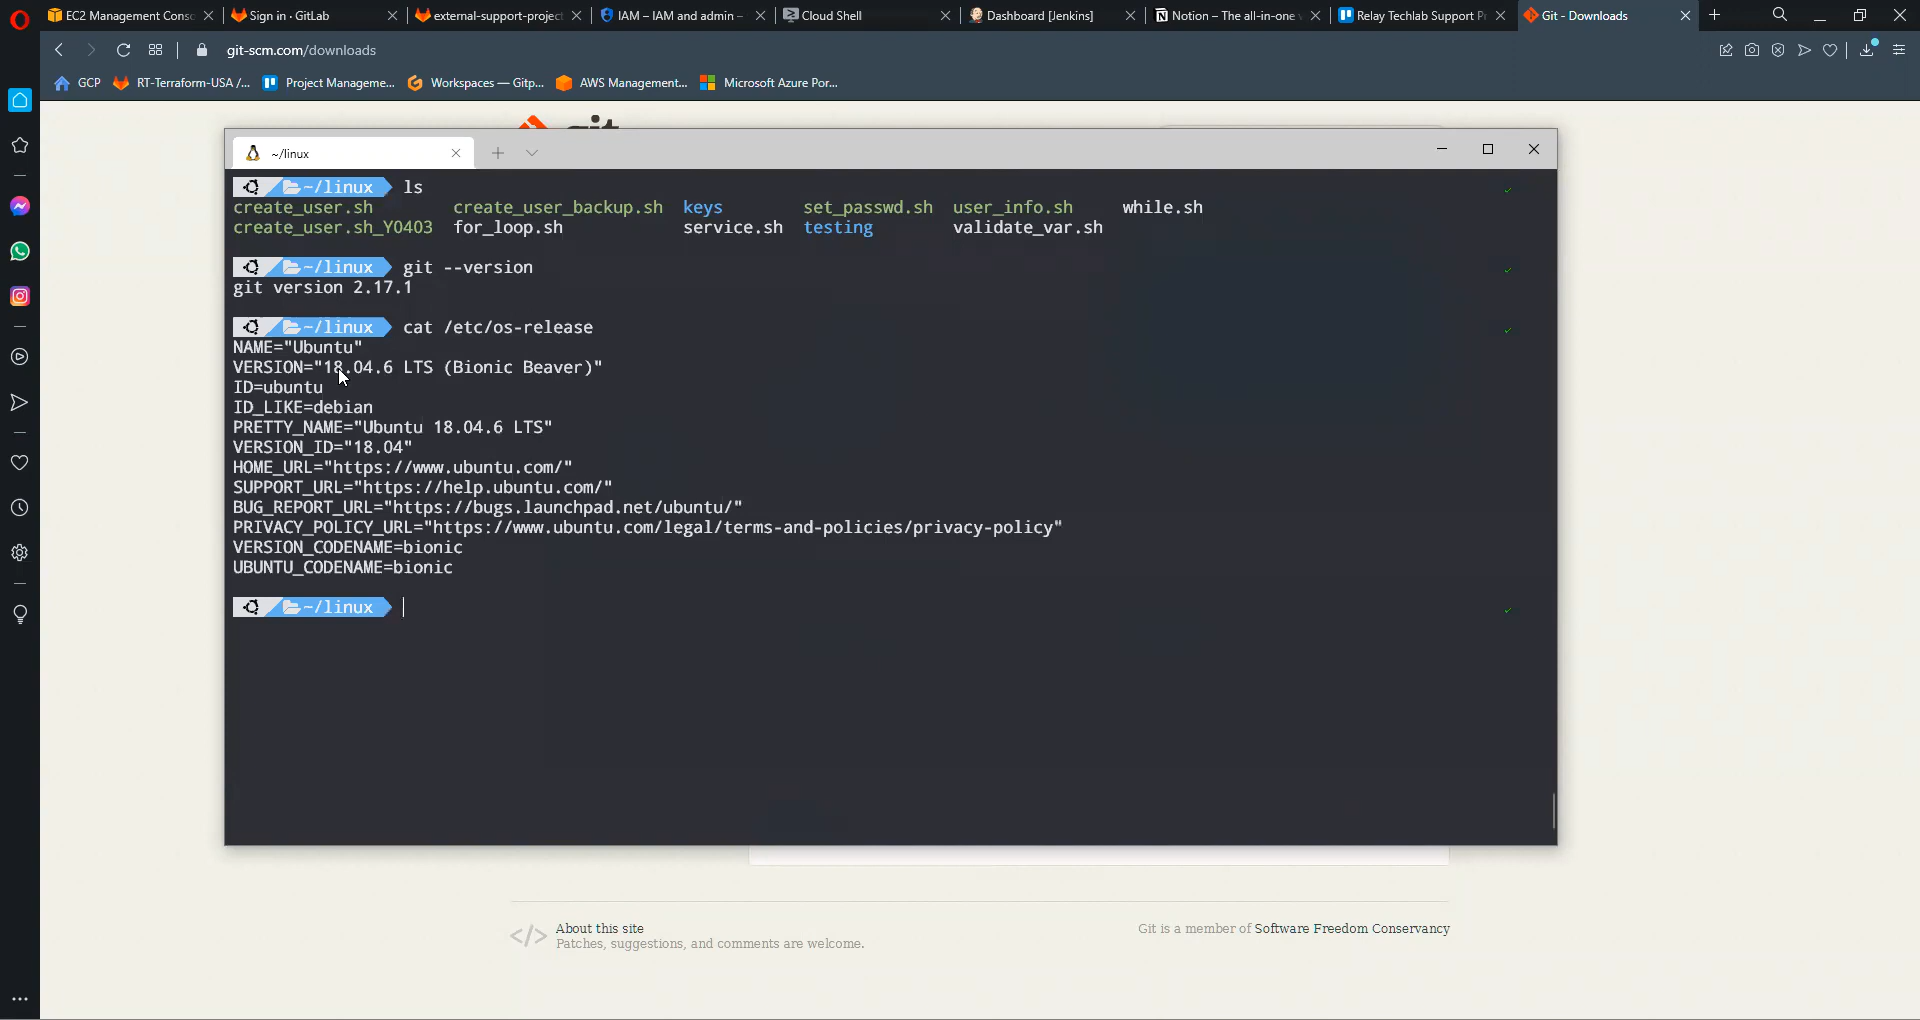 EC2 Management Cons
Sign in · GitLab
external-support-project
IAM – IAM and admin –
Cloud Shell
Dashboard [Jenkins]
Notion – The all-in-one
Relay Techlab Support Pr
Git - Downloads
git-scm.com/downloads
GCP
RT-Terraform-USA /...
Project Manageme...
Workspaces — Gitp...
AWS Management...
Microsoft Azure Por...
git
~/linux
~/linux ls
create_user.sh create_user_backup.sh keys set_passwd.sh user_info.sh while.sh
create_user.sh_Y0403 for_loop.sh service.sh testing validate_var.sh
~/linux git --version
git version 2.17.1
~/linux cat /etc/os-release
NAME="Ubuntu"
VERSION="18.04.6 LTS (Bionic Beaver)"
ID=ubuntu
ID_LIKE=debian
PRETTY_NAME="Ubuntu 18.04.6 LTS"
VERSION_ID="18.04"
HOME_URL="https://www.ubuntu.com/"
SUPPORT_URL="https://help.ubuntu.com/"
BUG_REPORT_URL="https://bugs.launchpad.net/ubuntu/"
PRIVACY_POLICY_URL="https://www.ubuntu.com/legal/terms-and-policies/privacy-policy"
VERSION_CODENAME=bionic
UBUNTU_CODENAME=bionic
~/linux
About this site
Patches, suggestions, and comments are welcome.
Git is a member of Software Freedom Conservancy